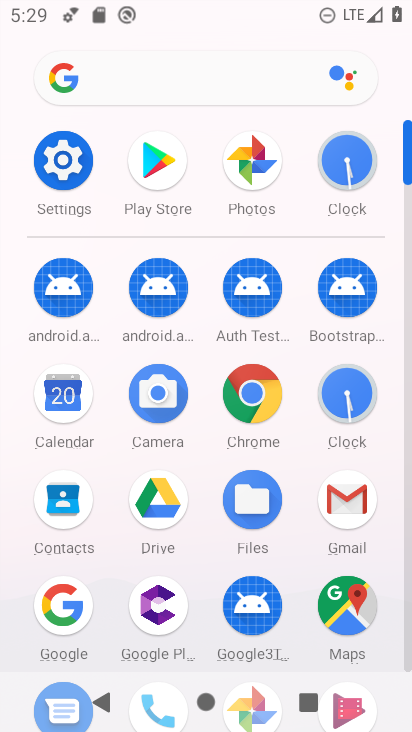 5:29 LTE
Settings Play Store Photos Clock
android.a... android.a... Auth Test... Bootstrap...
20
Calendar Camera Chrome Clock
Contacts Drive Files Gmail
Google Google Pl... Google3T... Maps